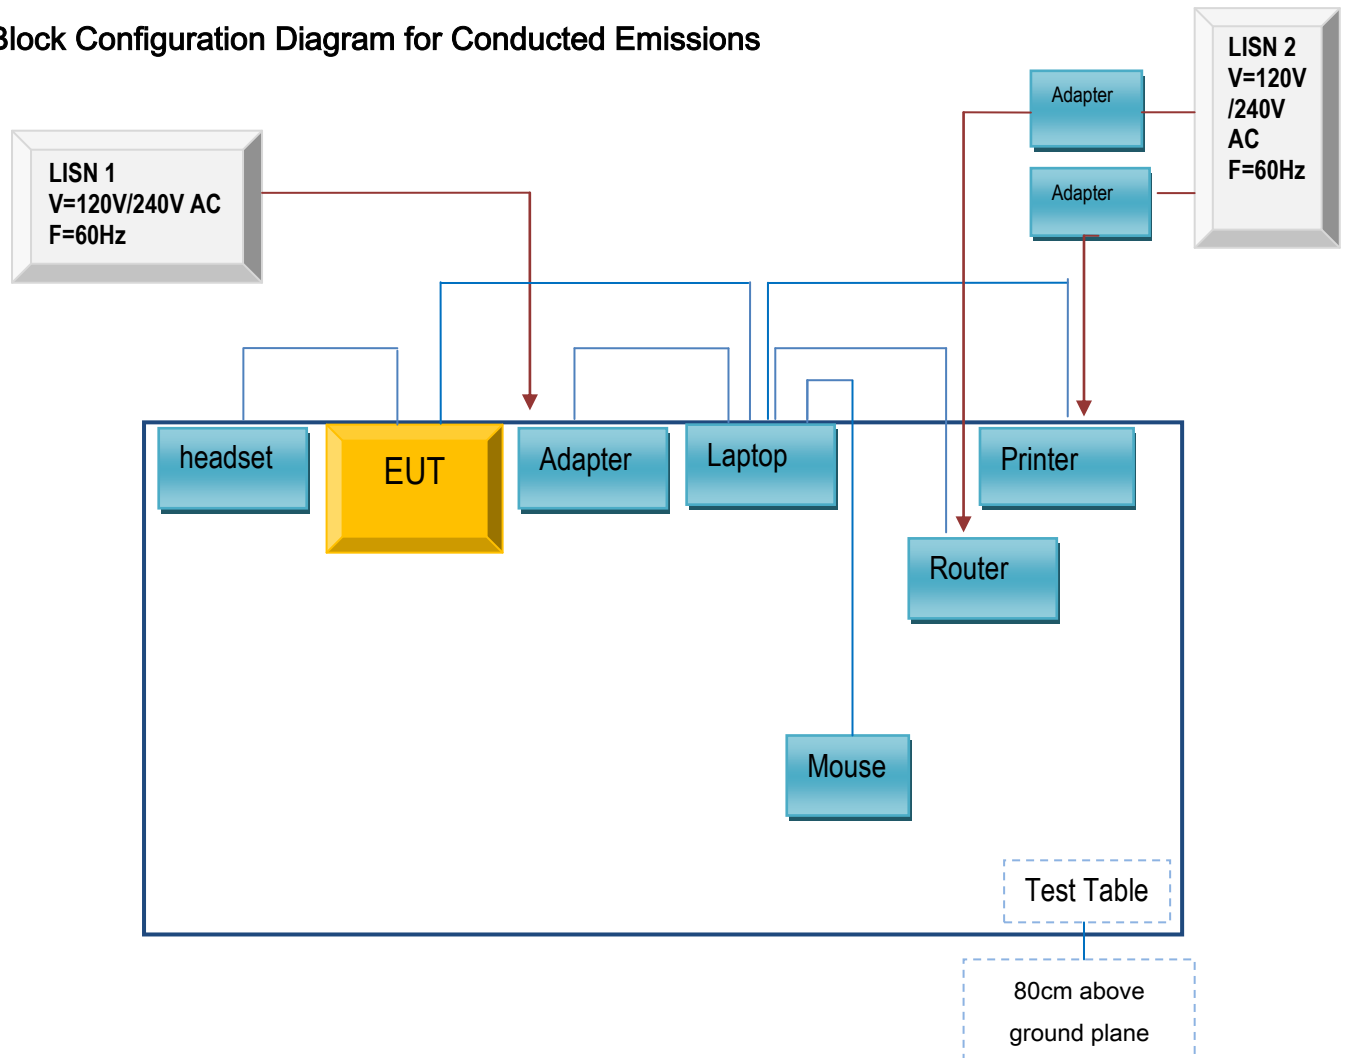 Block Configuration Diagram for Conducted Emissions
LISN 1
V=120V/240V AC
F=60Hz
Adapter
Adapter
LISN 2
V=120V
/240V
AC
F=60Hz
headset
EUT
Adapter
Laptop
Printer
Router
Mouse
Test Table
80cm above
ground plane